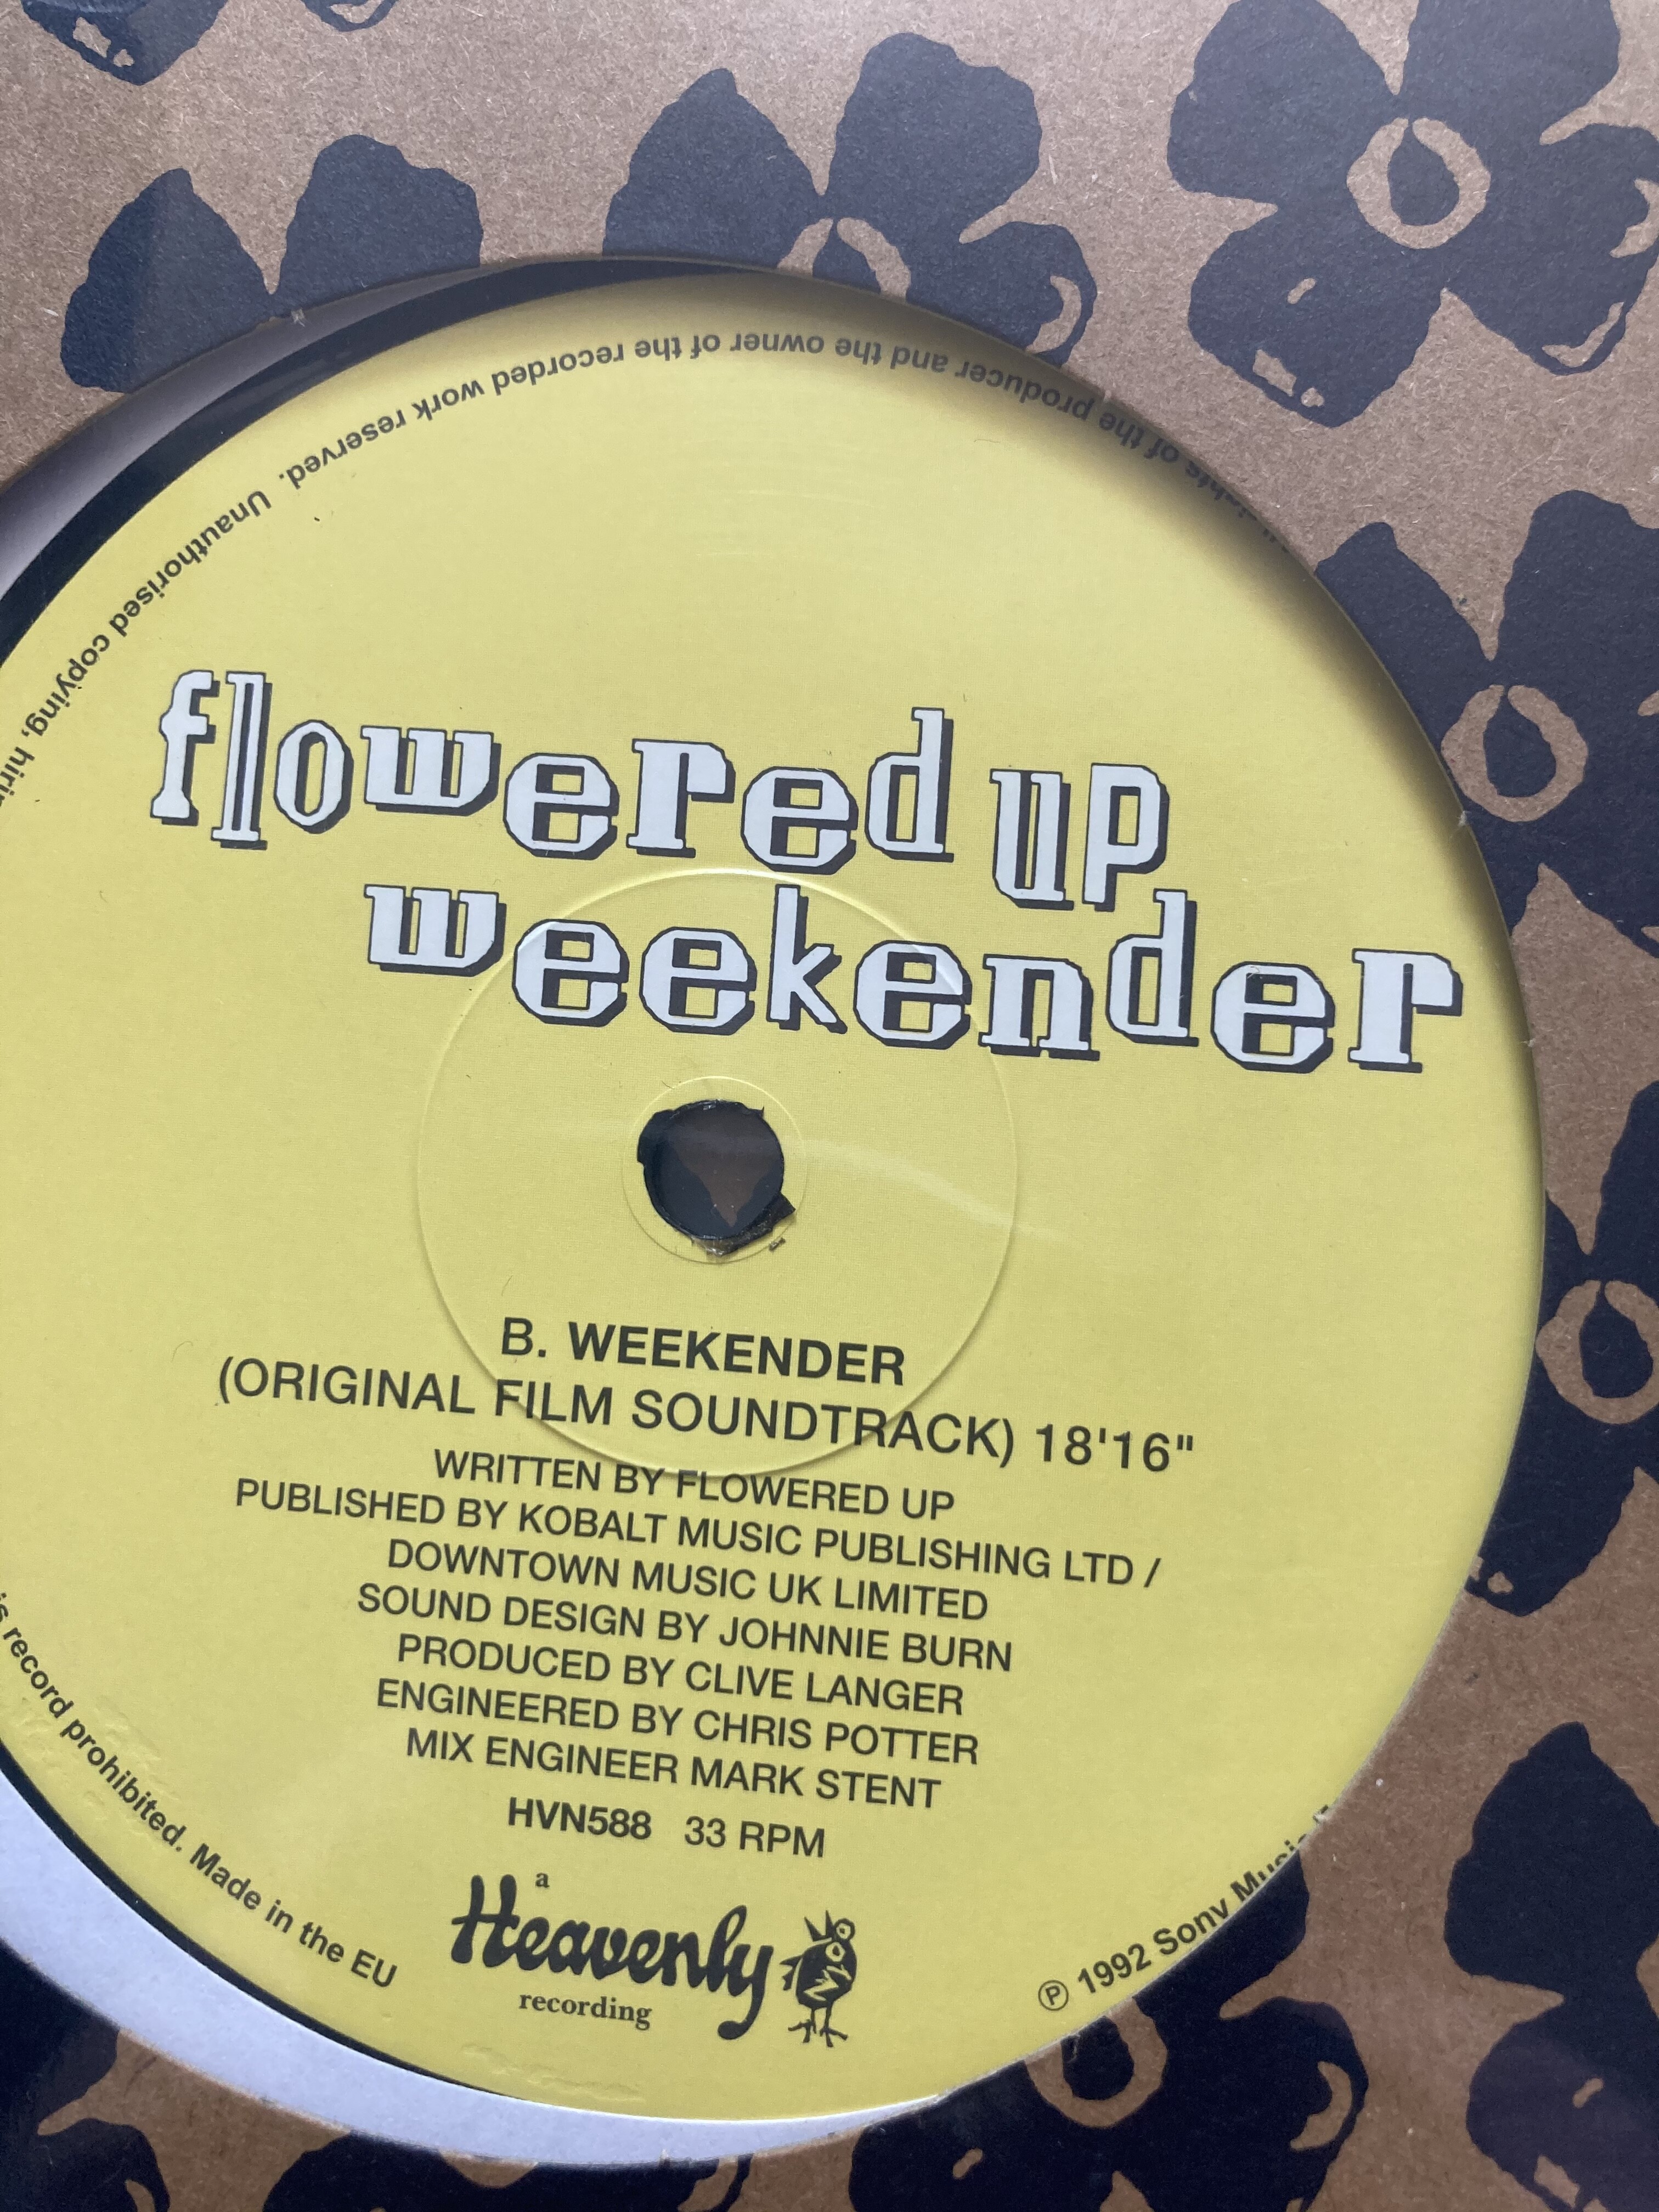 flowered up
weekender
B. WEEKENDER
(ORIGINAL FILM SOUNDTRACK) 18'16"
WRITTEN BY FLOWERED UP
PUBLISHED BY KOBALT MUSIC PUBLISHING LTD /
DOWNTOWN MUSIC UK LIMITED
SOUND DESIGN BY JOHNNIE BURN
PRODUCED BY CLIVE LANGER
ENGINEERED BY CHRIS POTTER
MIX ENGINEER MARK STENT
HVN588 33 RPM
a
Heavenly
recording
℗ 1992 Sony Music
of the producer and the owner of the recorded work reserved. Unauthorised copying,
record prohibited. Made in the EU